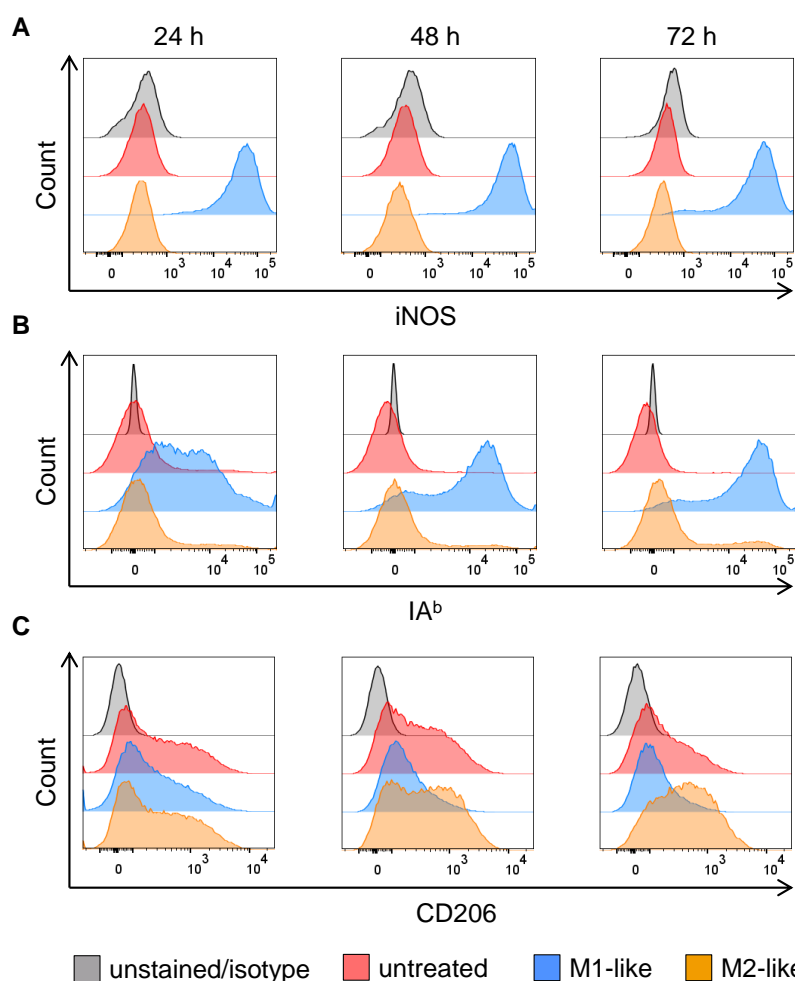 A
24 h 48 h 72 h
Count
0 10³ 10⁴ 10⁵ 0 10³ 10⁴ 10⁵ 0 10³ 10⁴ 10⁵
iNOS
B
Count
0 10⁴ 10⁵ 0 10⁴ 10⁵ 0 10⁴ 10⁵
IAᵇ
C
Count
0 10³ 10⁴ 0 10³ 10⁴ 0 10³ 10⁴
CD206
unstained/isotype untreated M1-like M2-like